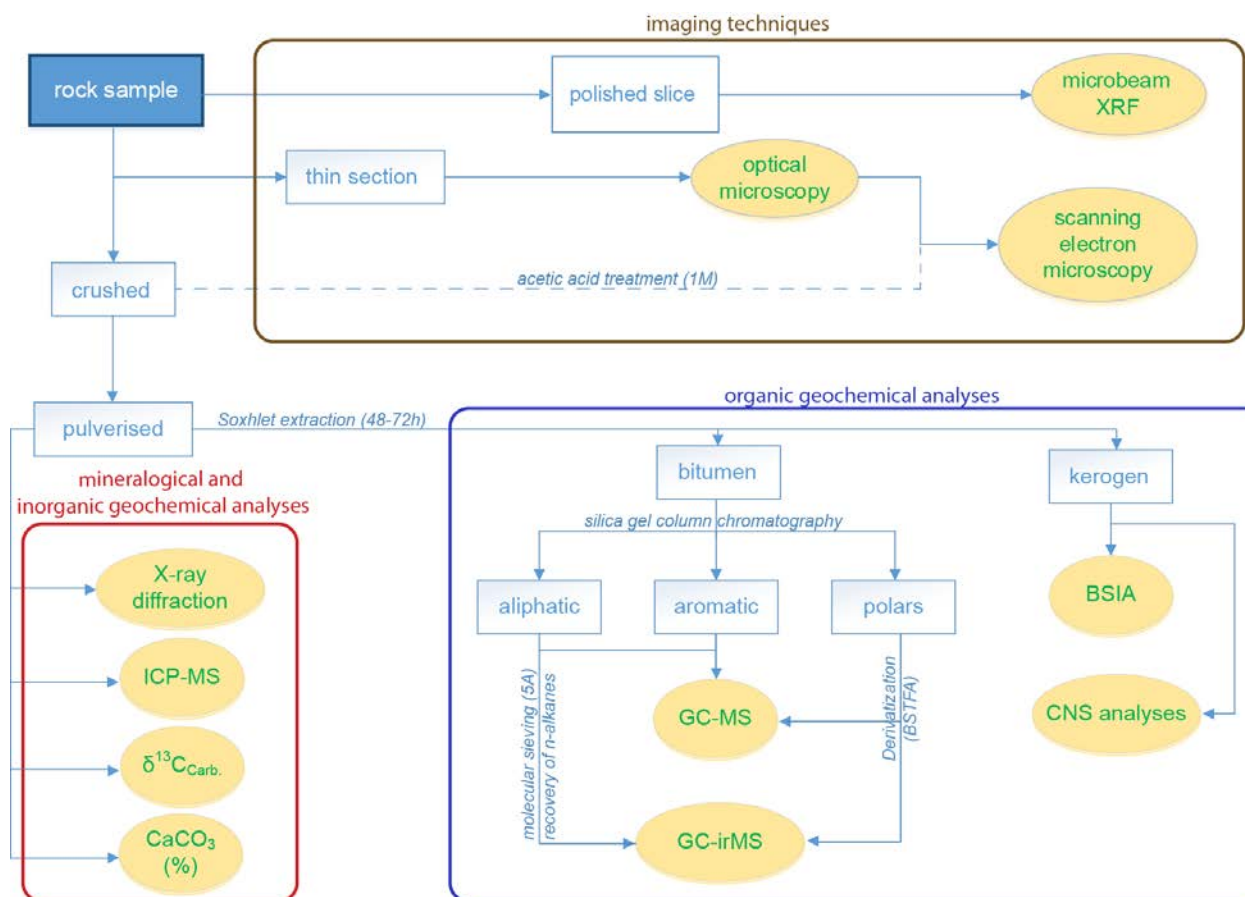 imaging techniques
rock sample
polished slice
microbeam
XRF
thin section
optical
microscopy
scanning
electron
microscopy
crushed
acetic acid treatment (1M)
pulverised
Soxhlet extraction (48-72h)
organic geochemical analyses
mineralogical and
inorganic geochemical analyses
bitumen
kerogen
silica gel column chromatography
X-ray
diffraction
aliphatic
aromatic
polars
BSIA
ICP-MS
molecular sieving (5A)
recovery of n-alkanes
GC-MS
Derivatization
(BSTFA)
CNS analyses
δ¹³C_Carb.
GC-irMS
CaCO₃
(%)